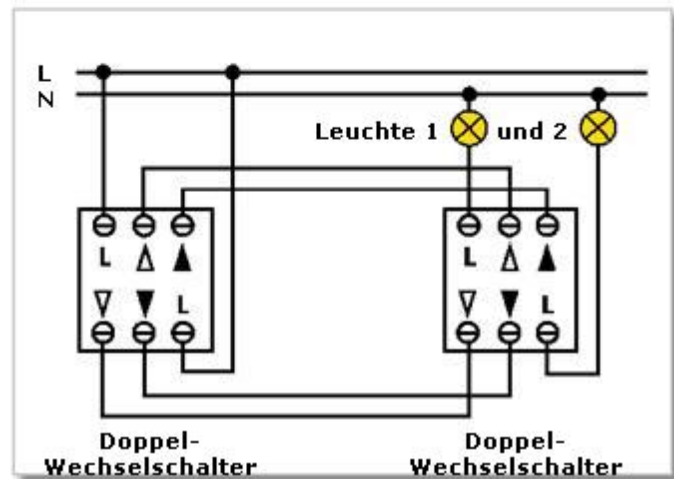 L
N
Leuchte 1 und 2
L L
L L
Doppel-
Wechselschalter
Doppel-
Wechselschalter